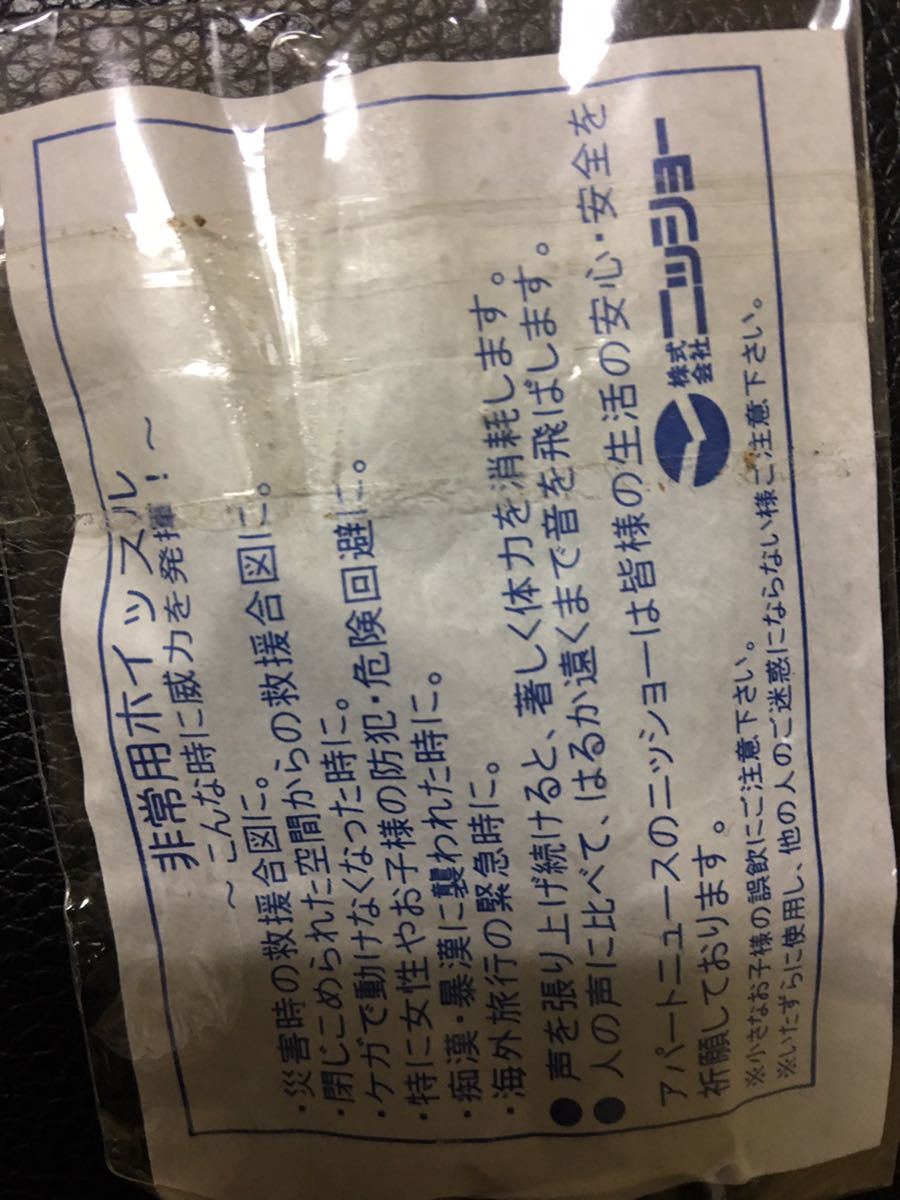 非常用ホイッスル
～こんな時に威力を発揮！～
・災害時の救援合図に。
・閉じこめられた空間からの救援合図に。
・ケガで動けなくなった時に。
・特に女性やお子様の防犯・危険回避に。
・痴漢・暴漢に襲われた時に。
・海外旅行の緊急時に。
●声を張り上げ続けると、著しく体力を消耗します。
●人の声に比べて、はるか遠くまで音を飛ばします。
アパートニュースのニッショーは皆様の生活の安心・安全を
祈願しております。
株式会社ニッショー
※小さなお子様の誤飲にご注意下さい。
※いたずらに使用し、他の人のご迷惑にならない様ご注意下さい。